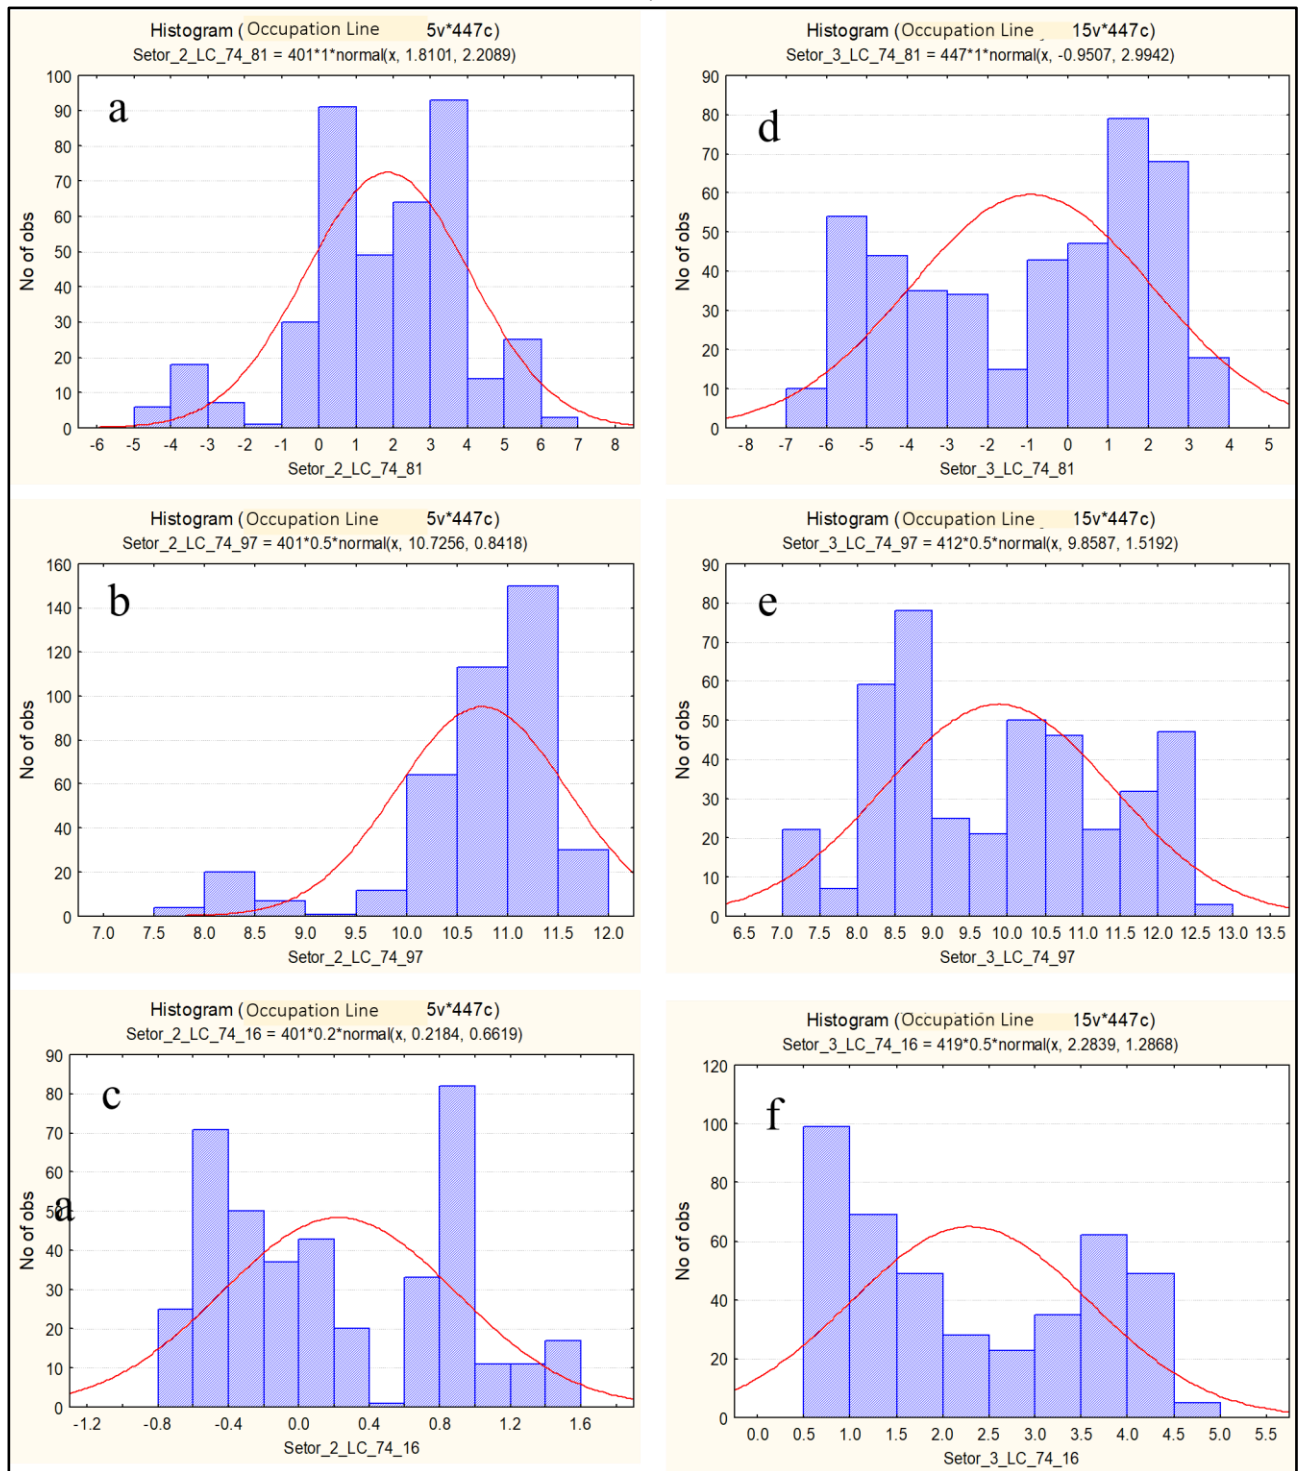 Histogram (Occupation Line 5v*447c)
Setor_2_LC_74_81 = 401*1*normal(x, 1.8101, 2.2089)
a
No of obs
100
90
80
70
60
50
40
30
20
10
0
-6 -5 -4 -3 -2 -1 0 1 2 3 4 5 6 7 8
Setor_2_LC_74_81
Histogram (Occupation Line 15v*447c)
Setor_3_LC_74_81 = 447*1*normal(x, -0.9507, 2.9942)
d
No of obs
90
80
70
60
50
40
30
20
10
0
-8 -7 -6 -5 -4 -3 -2 -1 0 1 2 3 4 5
Setor_3_LC_74_81
Histogram (Occupation Line 5v*447c)
Setor_2_LC_74_97 = 401*0.5*normal(x, 10.7256, 0.8418)
b
No of obs
160
140
120
100
80
60
40
20
0
7.0 7.5 8.0 8.5 9.0 9.5 10.0 10.5 11.0 11.5 12.0
Setor_2_LC_74_97
Histogram (Occupation Line 15v*447c)
Setor_3_LC_74_97 = 412*0.5*normal(x, 9.8587, 1.5192)
e
No of obs
90
80
70
60
50
40
30
20
10
0
6.5 7.0 7.5 8.0 8.5 9.0 9.5 10.0 10.5 11.0 11.5 12.0 12.5 13.0 13.5
Setor_3_LC_74_97
Histogram (Occupation Line 5v*447c)
Setor_2_LC_74_16 = 401*0.2*normal(x, 0.2184, 0.6619)
c
a
No of obs
90
80
70
60
50
40
30
20
10
0
-1.2 -0.8 -0.4 0.0 0.4 0.8 1.2 1.6
Setor_2_LC_74_16
Histogram (Occupation Line 15v*447c)
Setor_3_LC_74_16 = 419*0.5*normal(x, 2.2839, 1.2868)
f
No of obs
120
100
80
60
40
20
0
0.0 0.5 1.0 1.5 2.0 2.5 3.0 3.5 4.0 4.5 5.0 5.5
Setor_3_LC_74_16